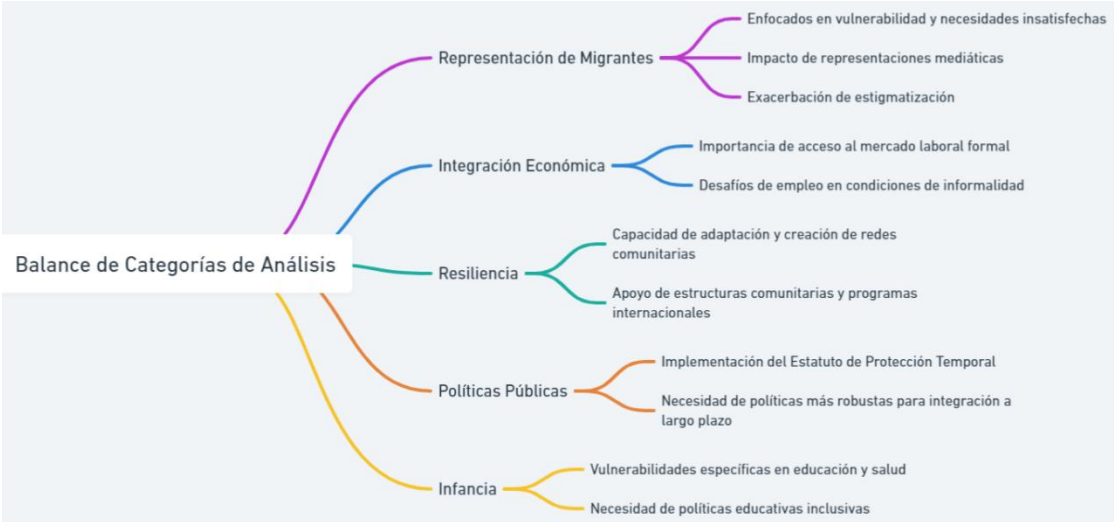 Balance de Categorías de Análisis
Representación de Migrantes
Enfocados en vulnerabilidad y necesidades insatisfechas
Impacto de representaciones mediáticas
Exacerbación de estigmatización
Integración Económica
Importancia de acceso al mercado laboral formal
Desafíos de empleo en condiciones de informalidad
Resiliencia
Capacidad de adaptación y creación de redes
comunitarias
Apoyo de estructuras comunitarias y programas
internacionales
Políticas Públicas
Implementación del Estatuto de Protección Temporal
Necesidad de políticas más robustas para integración a
largo plazo
Infancia
Vulnerabilidades específicas en educación y salud
Necesidad de políticas educativas inclusivas